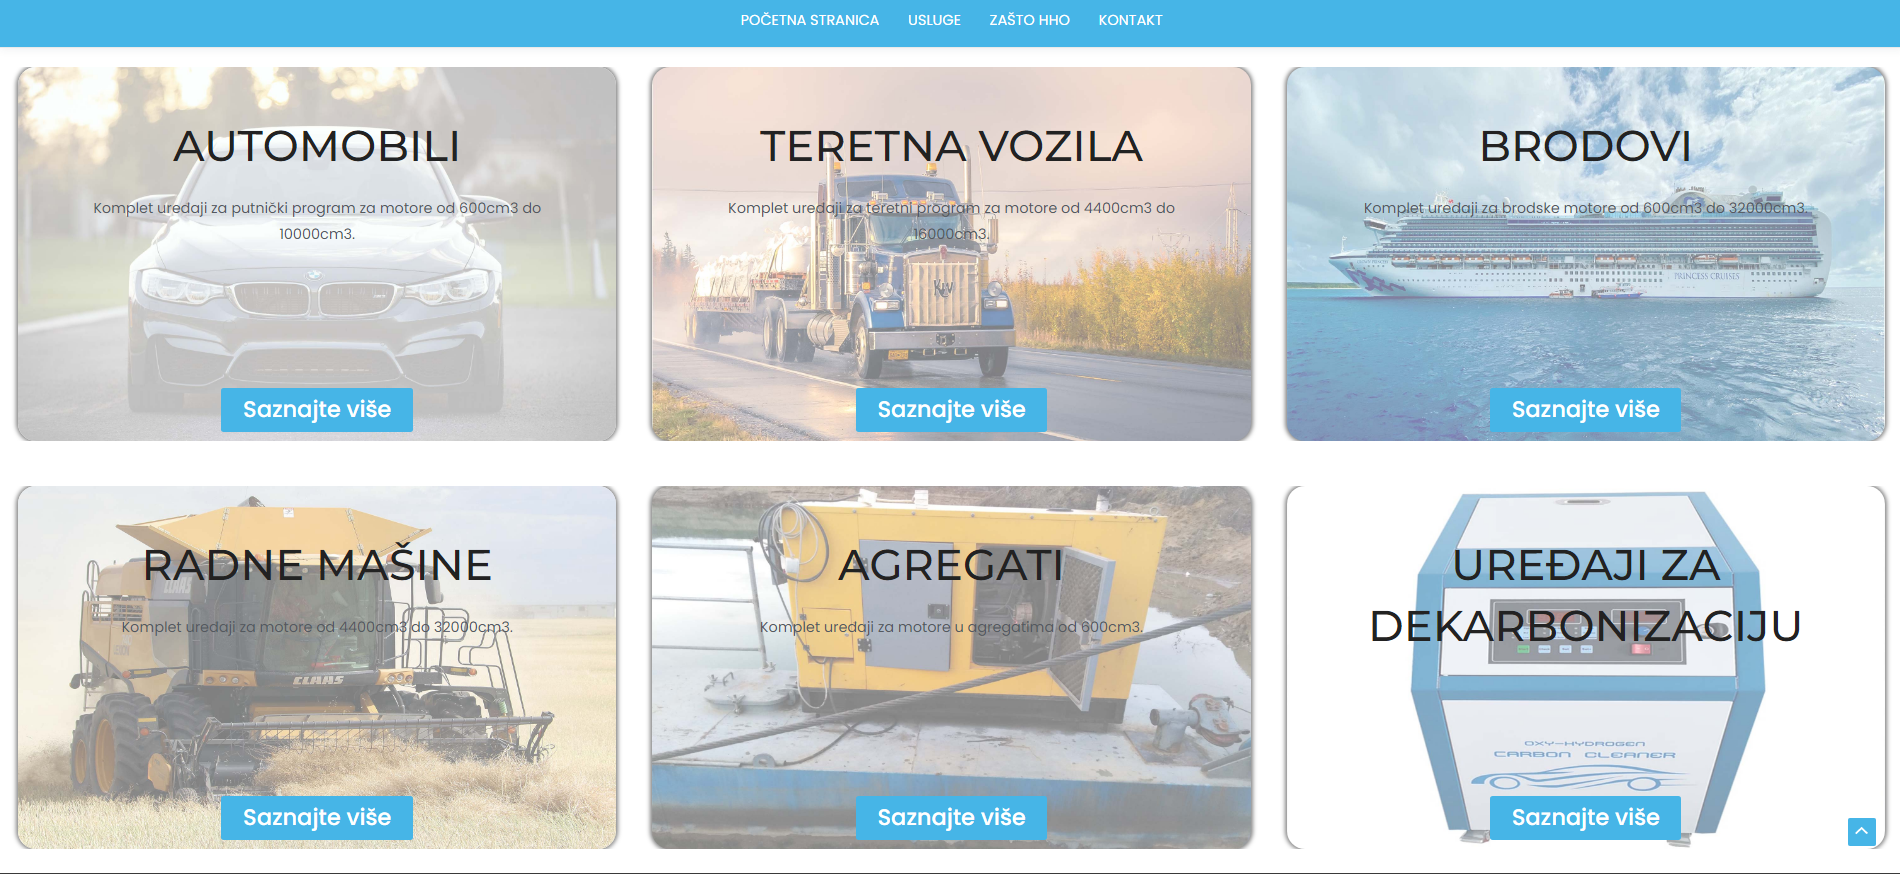 POČETNA STRANICA USLUGE ZAŠTO HHO KONTAKT
AUTOMOBILI
Komplet uređaji za putnički program za motore od 600cm3 do
10000cm3.
Saznajte više
TERETNA VOZILA
Komplet uređaji za teretni program za motore od 4400cm3 do
16000cm3.
Saznajte više
BRODOVI
Komplet uređaji za brodske motore od 600cm3 do 32000cm3.
PRINCESS CRUISES
Saznajte više
RADNE MAŠINE
CLAAS
Komplet uređaji za motore od 4400cm3 do 32000cm3.
CLAAS
Saznajte više
AGREGATI
Komplet uređaji za motore u agregatima od 600cm3.
Saznajte više
UREĐAJI ZA
DEKARBONIZACIJU
OXY-HYDROGEN
CARBON CLEANER
Saznajte više